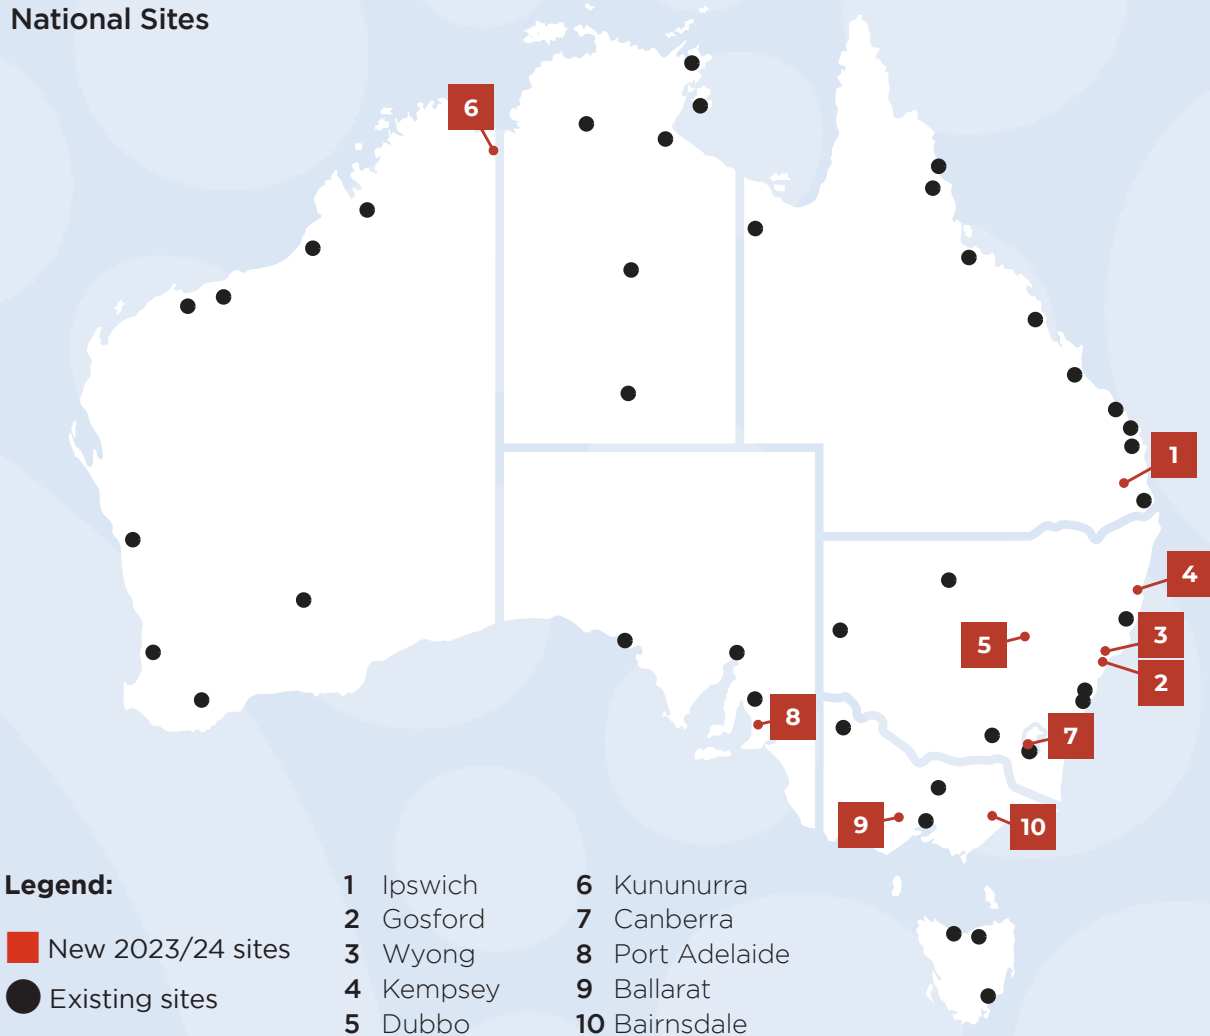 National Sites
6
1
4
3
5
2
8
7
9
10
Legend:
New 2023/24 sites
Existing sites
1 Ipswich
2 Gosford
3 Wyong
4 Kempsey
5 Dubbo
6 Kununurra
7 Canberra
8 Port Adelaide
9 Ballarat
10 Bairnsdale